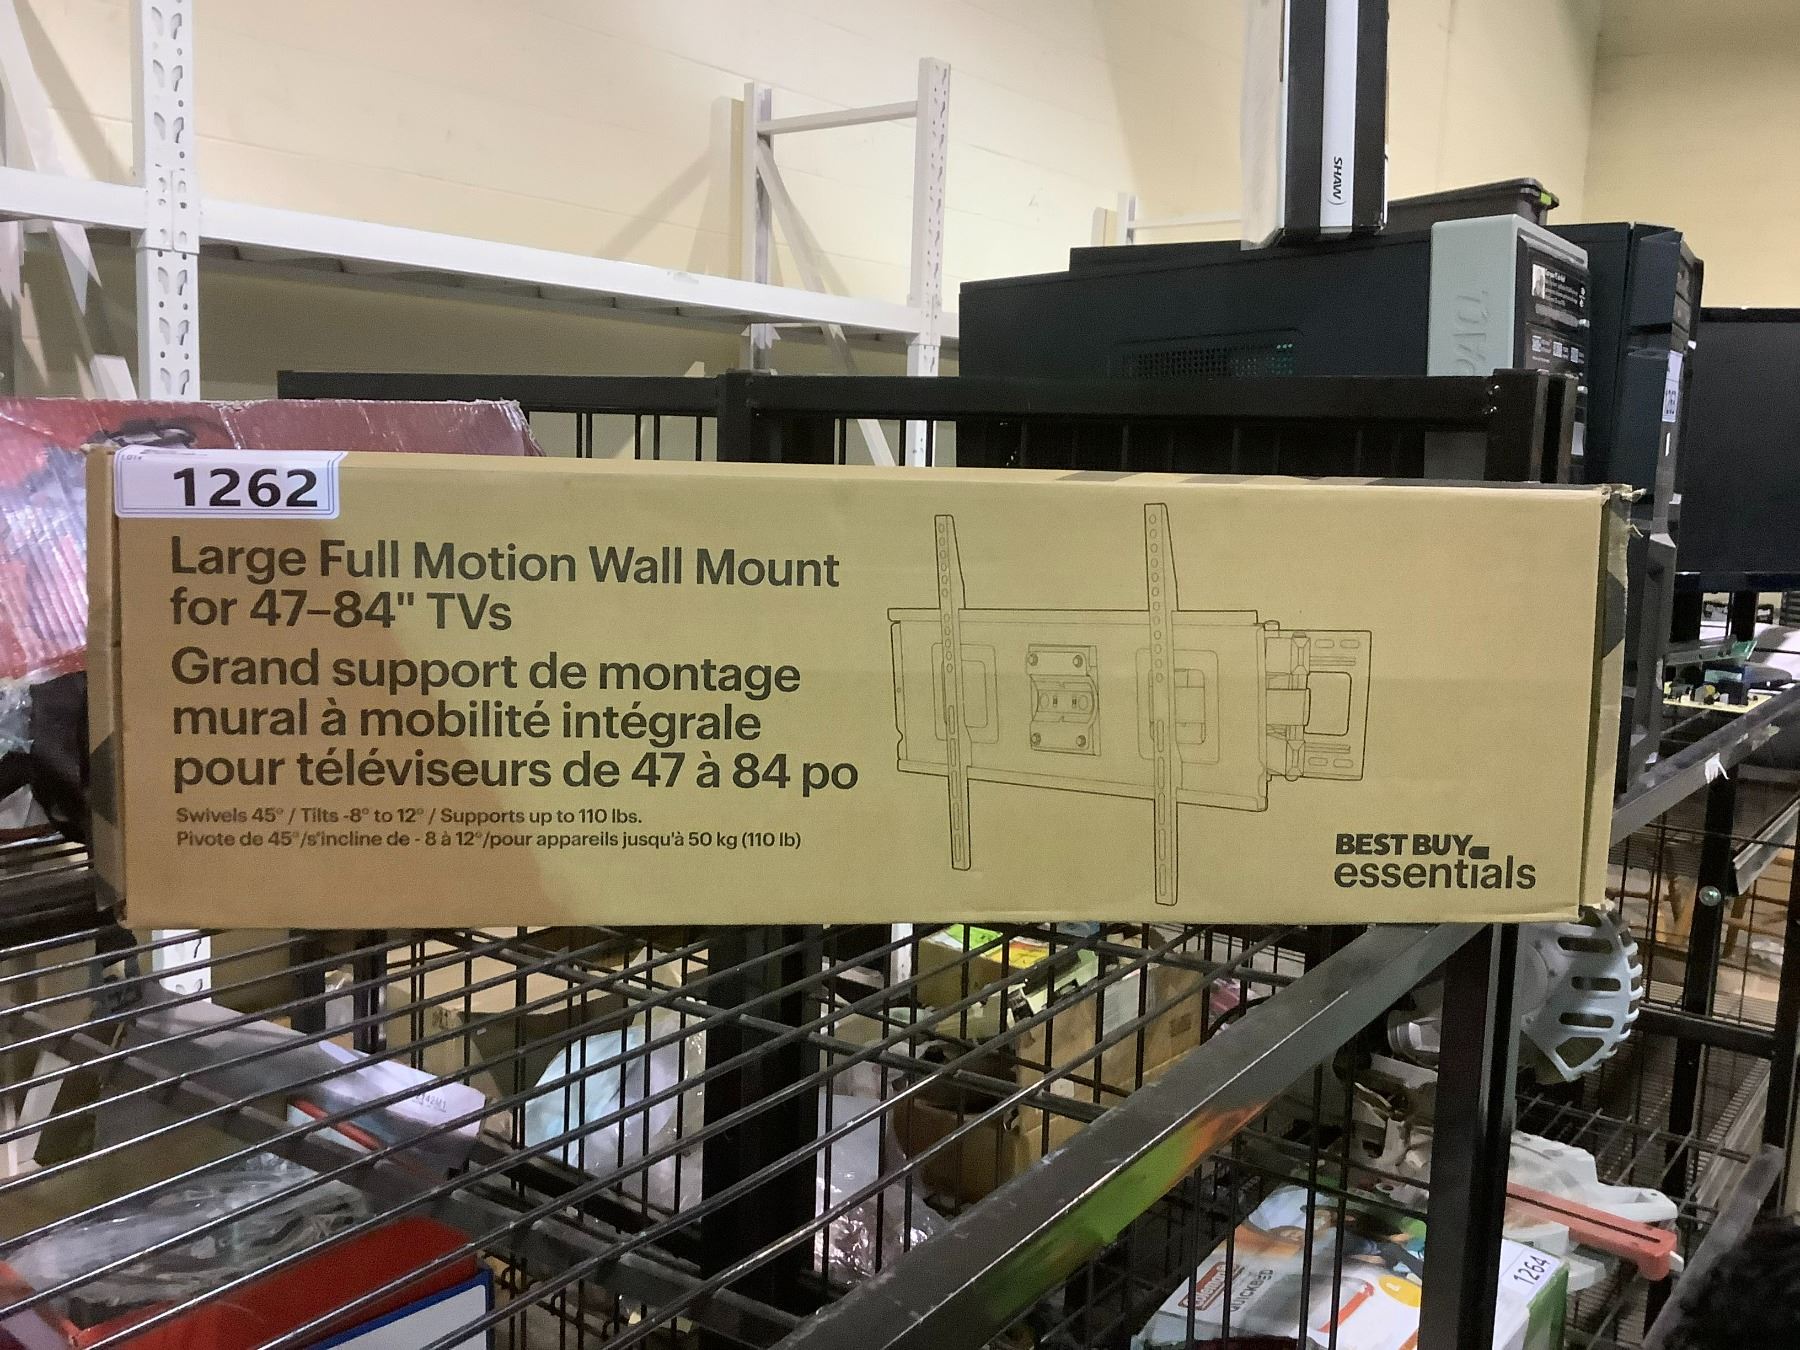 SHAW)
1262
Large Full Motion Wall Mount
for 47–84" TVs
Grand support de montage
mural à mobilité intégrale
pour téléviseurs de 47 à 84 po
Swivels 45° / Tilts -8° to 12° / Supports up to 110 lbs.
Pivote de 45°/s'incline de - 8 à 12°/pour appareils jusqu'à 50 kg (110 lb)
BEST BUY
essentials
1264
Coleman
QUICKBED